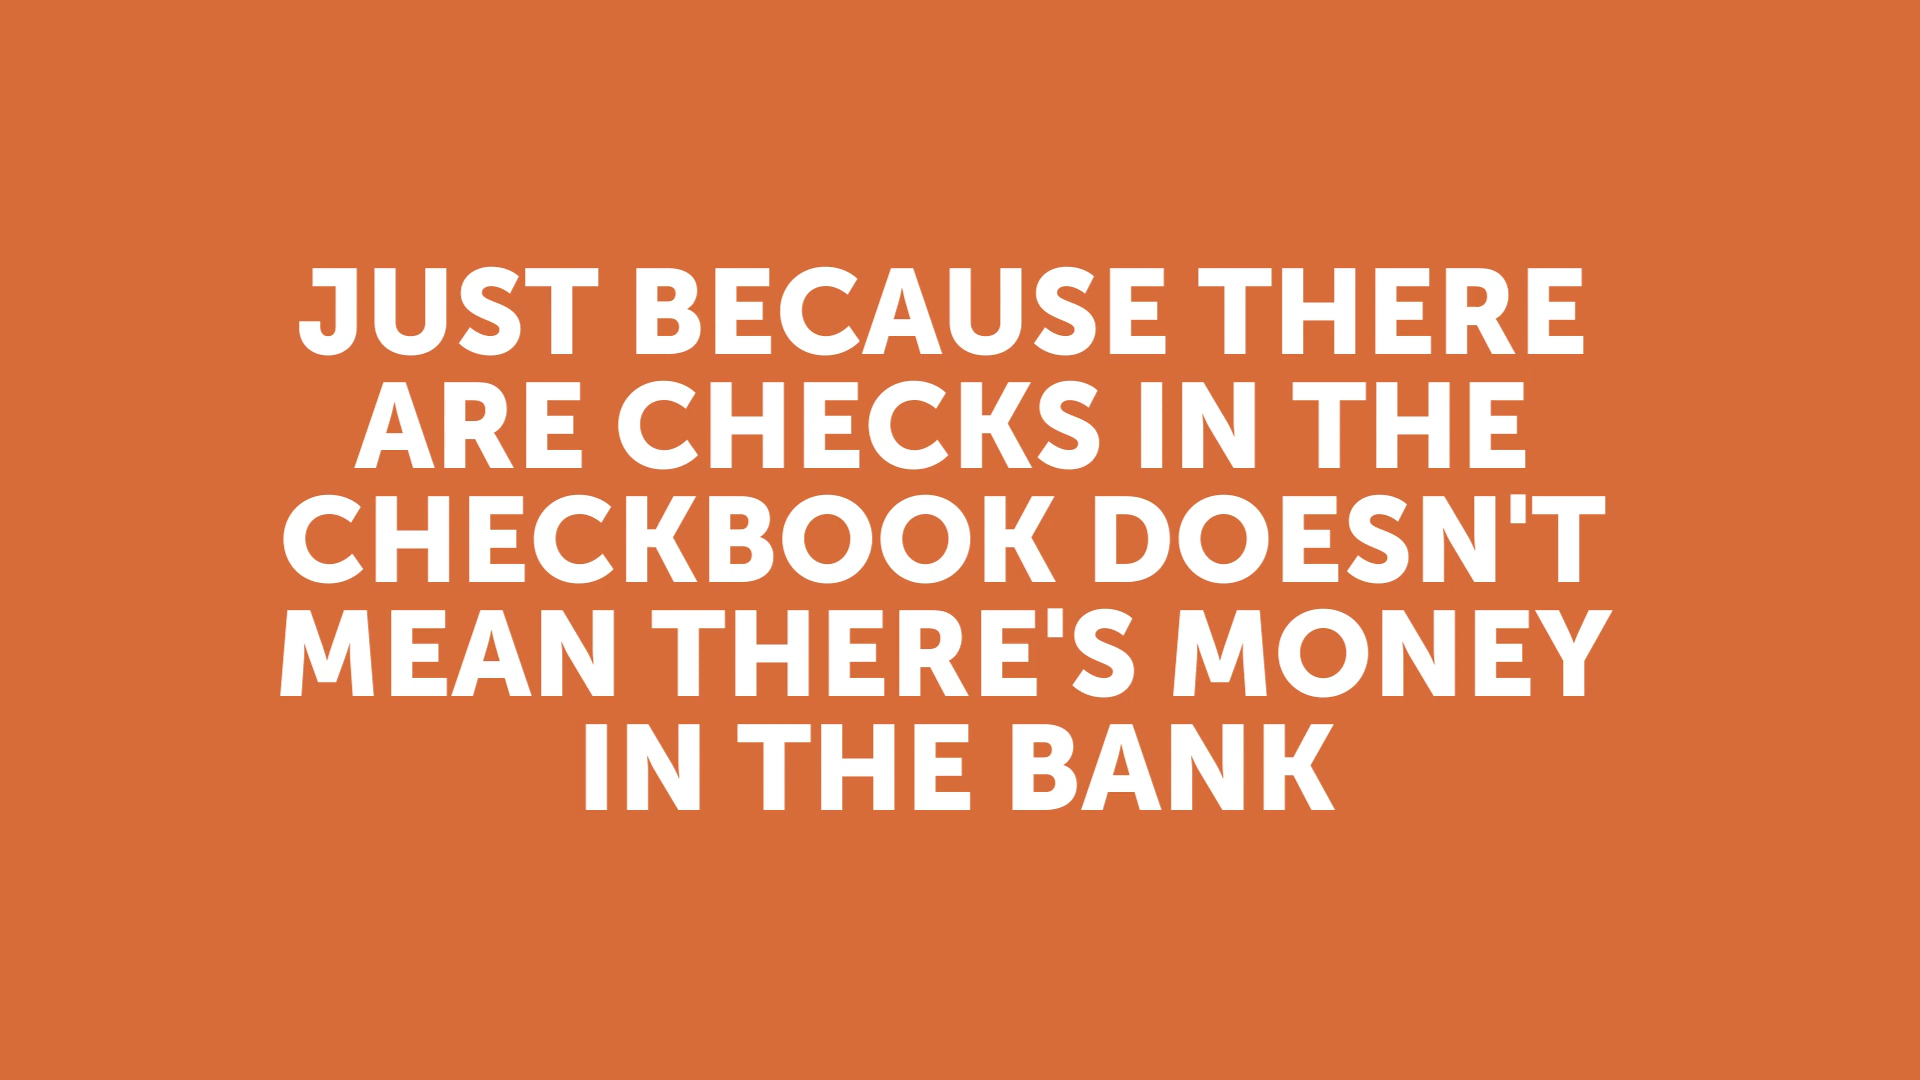 JUST BECAUSE THERE
ARE CHECKS IN THE
CHECKBOOK DOESN'T
MEAN THERE'S MONEY
IN THE BANK